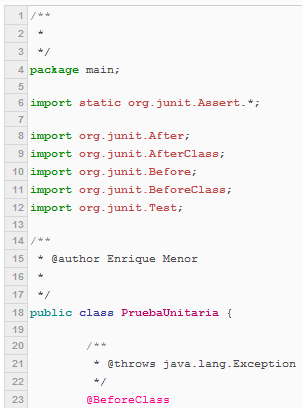 1 /**
2 *
3 */
4 package main;
5
6 import static org.junit.Assert.*;
7
8 import org.junit.After;
9 import org.junit.AfterClass;
10 import org.junit.Before;
11 import org.junit.BeforeClass;
12 import org.junit.Test;
13
14 /**
15 * @author Enrique Menor
16 *
17 */
18 public class PruebaUnitaria {
19
20 /**
21 * @throws java.lang.Exception
22 */
23 @BeforeClass